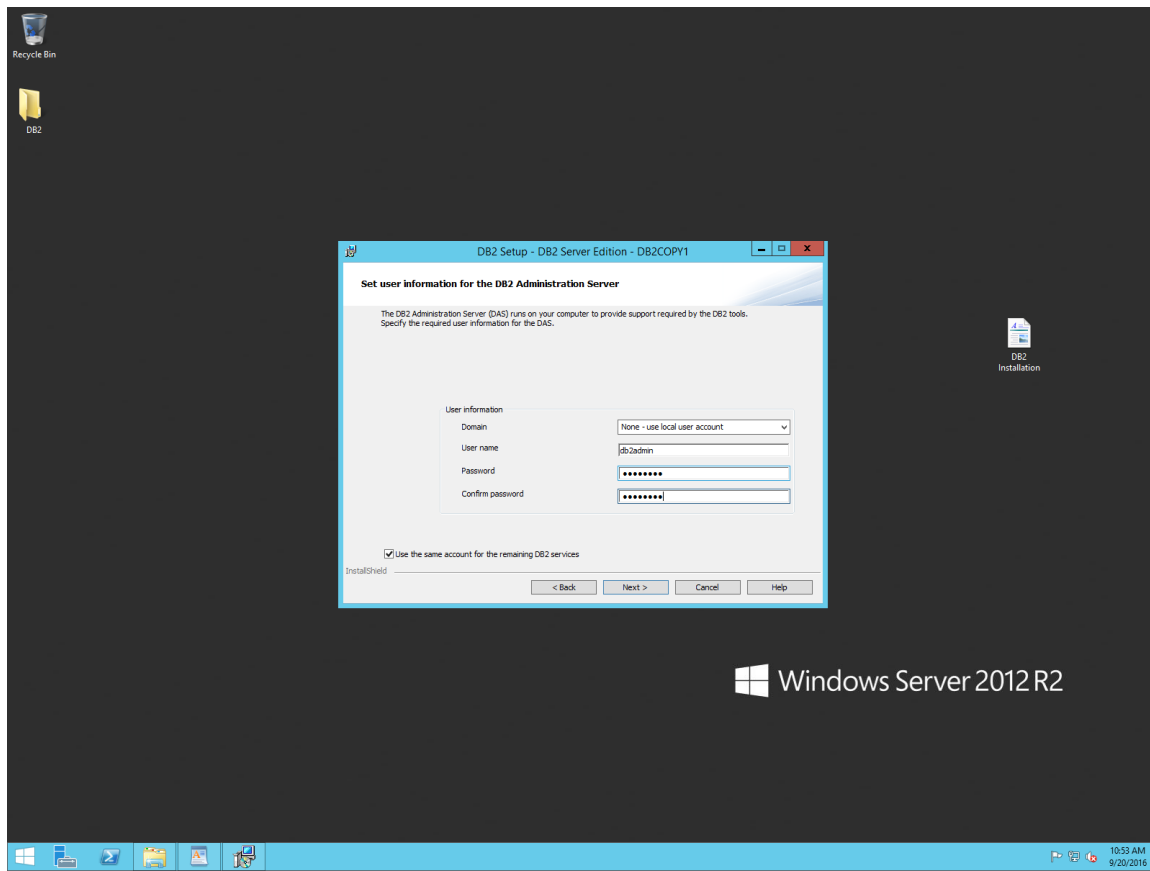 Recycle Bin
DB2
DB2 Setup - DB2 Server Edition - DB2COPY1
Set user information for the DB2 Administration Server
The DB2 Administration Server (DAS) runs on your computer to provide support required by the DB2 tools.
Specify the required user information for the DAS.
DB2
Installation
User information
Domain
None - use local user account
User name
db2admin
Password
••••••••
Confirm password
••••••••
Use the same account for the remaining DB2 services
InstallShield
< Back
Next >
Cancel
Help
Windows Server 2012 R2
10:53 AM
9/20/2016